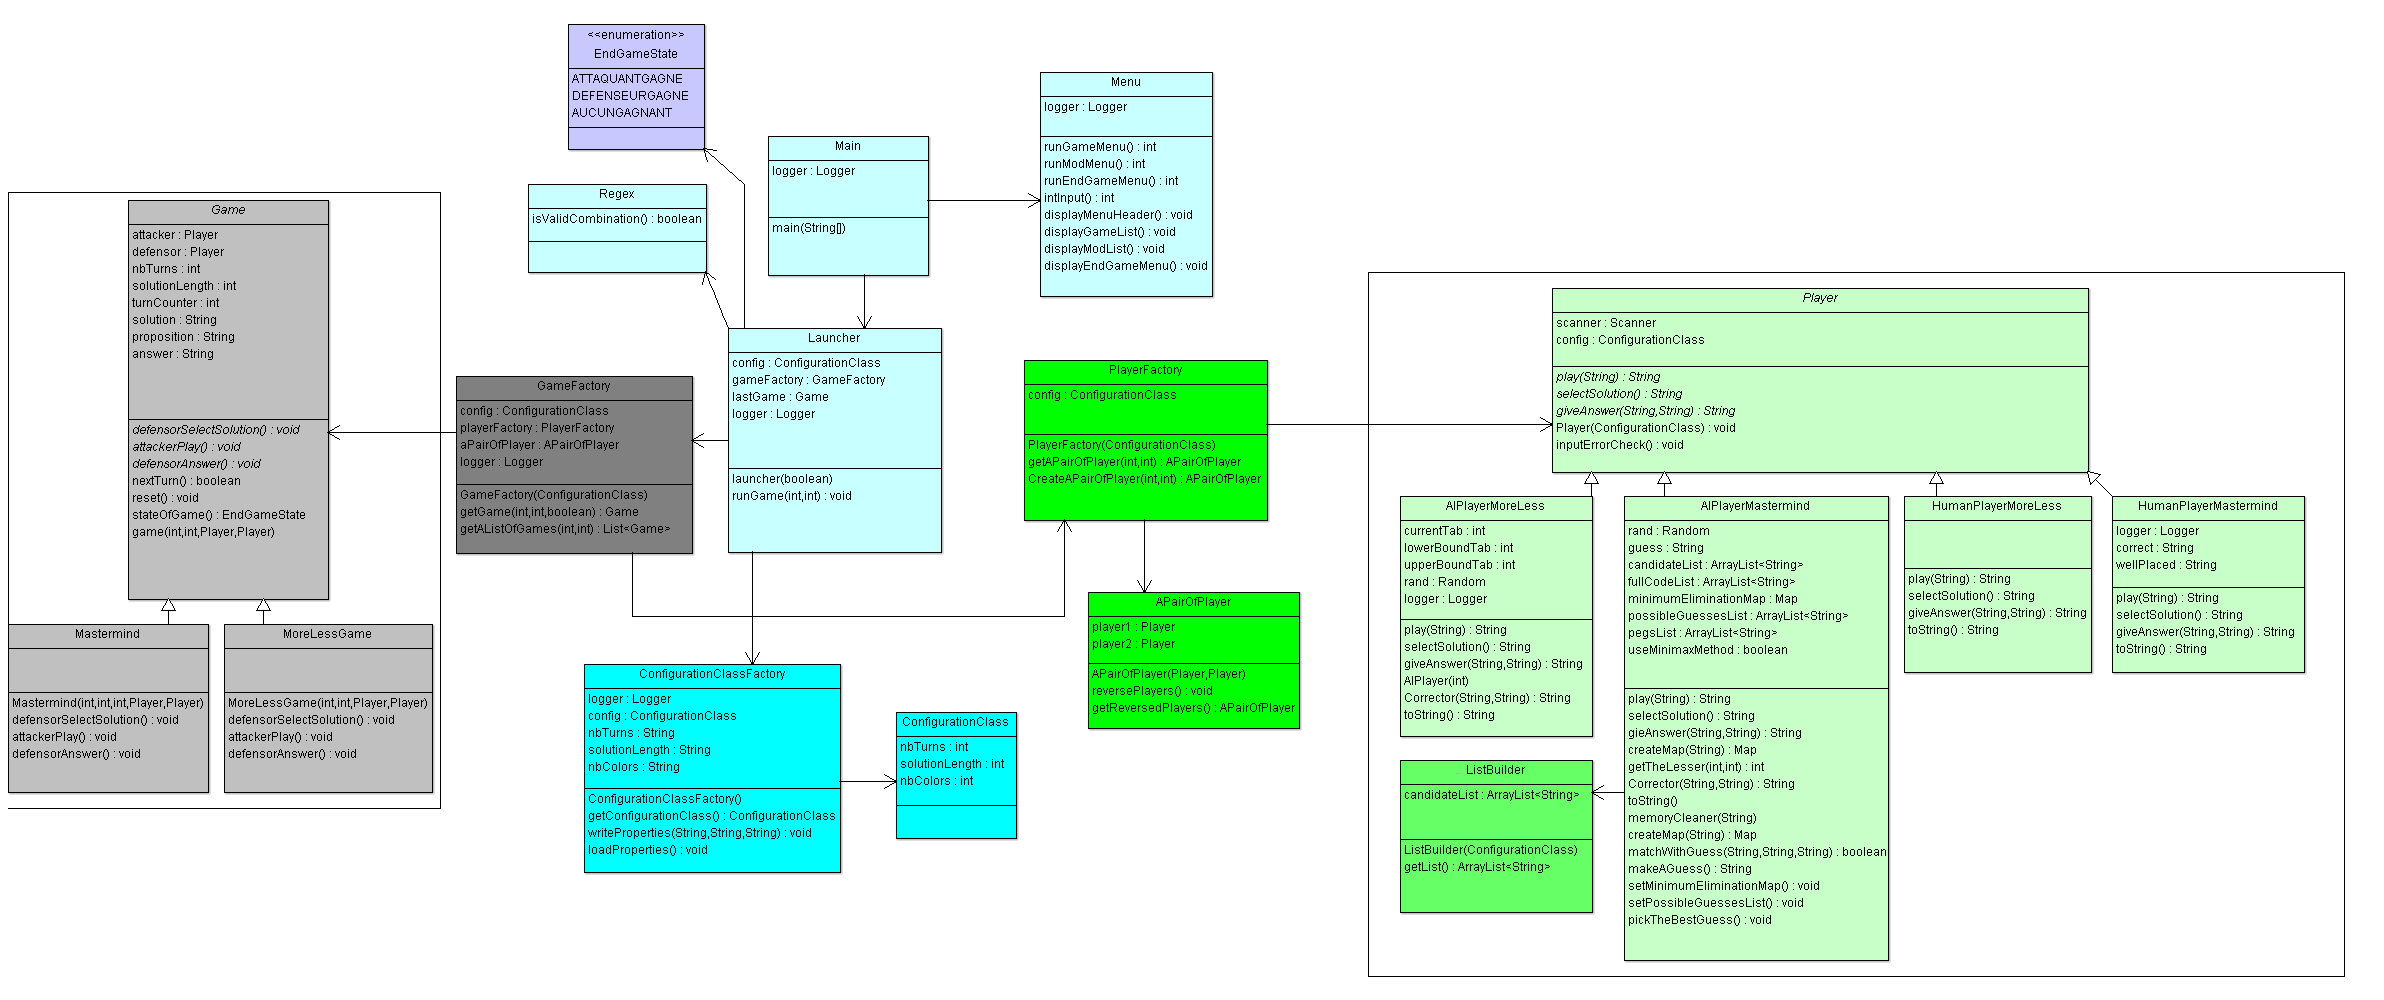 <<enumeration>>
EndGameState
ATTAQUANTGAGNE
DEFENSEURGAGNE
AUCUNGAGNANT
Menu
logger : Logger
runGameMenu() : int
runModMenu() : int
runEndGameMenu() : int
intInput() : int
displayMenuHeader() : void
displayGameList() : void
displayModList() : void
displayEndGameMenu() : void
Main
logger : Logger
main(String[])
Regex
isValidCombination() : boolean
Game
attacker : Player
defensor : Player
nbTurns : int
solutionLength : int
turnCounter : int
solution : String
proposition : String
answer : String
defensorSelectSolution() : void
attackerPlay() : void
defensorAnswer() : void
nextTurn() : boolean
reset() : void
stateOfGame() : EndGameState
game(int,int,Player,Player)
Mastermind
Mastermind(int,int,int,Player,Player)
defensorSelectSolution() : void
attackerPlay() : void
defensorAnswer() : void
MoreLessGame
MoreLessGame(int,int,Player,Player)
defensorSelectSolution() : void
attackerPlay() : void
defensorAnswer() : void
GameFactory
config : ConfigurationClass
playerFactory : PlayerFactory
aPairOfPlayer : APairOfPlayer
logger : Logger
GameFactory(ConfigurationClass)
getGame(int,int,boolean) : Game
getAListOfGames(int,int) : List<Game>
Launcher
config : ConfigurationClass
gameFactory : GameFactory
lastGame : Game
logger : Logger
launcher(boolean)
runGame(int,int) : void
PlayerFactory
config : ConfigurationClass
PlayerFactory(ConfigurationClass)
getAPairOfPlayer(int,int) : APairOfPlayer
CreateAPairOfPlayer(int,int) : APairOfPlayer
APairOfPlayer
player1 : Player
player2 : Player
APairOfPlayer(Player,Player)
reversePlayers() : void
getReversedPlayers() : APairOfPlayer
ConfigurationClassFactory
logger : Logger
config : ConfigurationClass
nbTurns : String
solutionLength : String
nbColors : String
ConfigurationClassFactory()
getConfigurationClass() : ConfigurationClass
writeProperties(String,String,String) : void
loadProperties() : void
ConfigurationClass
nbTurns : int
solutionLength : int
nbColors : int
Player
scanner : Scanner
config : ConfigurationClass
play(String) : String
selectSolution() : String
giveAnswer(String,String) : String
Player(ConfigurationClass) : void
inputErrorCheck() : void
AIPlayerMoreLess
currentTab : int
lowerBoundTab : int
upperBoundTab : int
rand : Random
logger : Logger
play(String) : String
selectSolution() : String
giveAnswer(String,String) : String
AIPlayer(int)
Corrector(String,String) : String
toString() : String
AIPlayerMastermind
rand : Random
guess : String
candidateList : ArrayList<String>
fullCodeList : ArrayList<String>
minimumEliminationMap : Map
possibleGuessesList : ArrayList<String>
pegsList : ArrayList<String>
useMinimaxMethod : boolean
play(String) : String
selectSolution() : String
gieAnswer(String,String) : String
createMap(String) : Map
getTheLesser(int,int) : int
Corrector(String,String) : String
toString()
memoryCleaner(String)
createMap(String) : Map
matchWithGuess(String,String,String) : boolean
makeAGuess() : String
setMinimumEliminationMap() : void
setPossibleGuessesList() : void
pickTheBestGuess() : void
HumanPlayerMoreLess
play(String) : String
selectSolution() : String
giveAnswer(String,String) : String
toString() : String
HumanPlayerMastermind
logger : Logger
correct : String
wellPlaced : String
play(String) : String
selectSolution() : String
giveAnswer(String,String) : String
toString() : String
ListBuilder
candidateList : ArrayList<String>
ListBuilder(ConfigurationClass)
getList() : ArrayList<String>